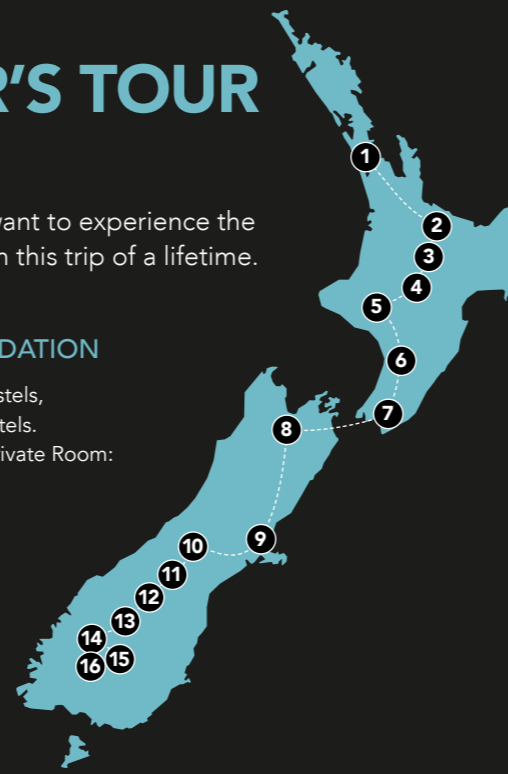 R'S TOUR
want to experience the
n this trip of a lifetime.
DATION
stels,
tels.
ivate Room:
1
2
3
4
5
6
7
8
9
10
11
12
13
14
15
16